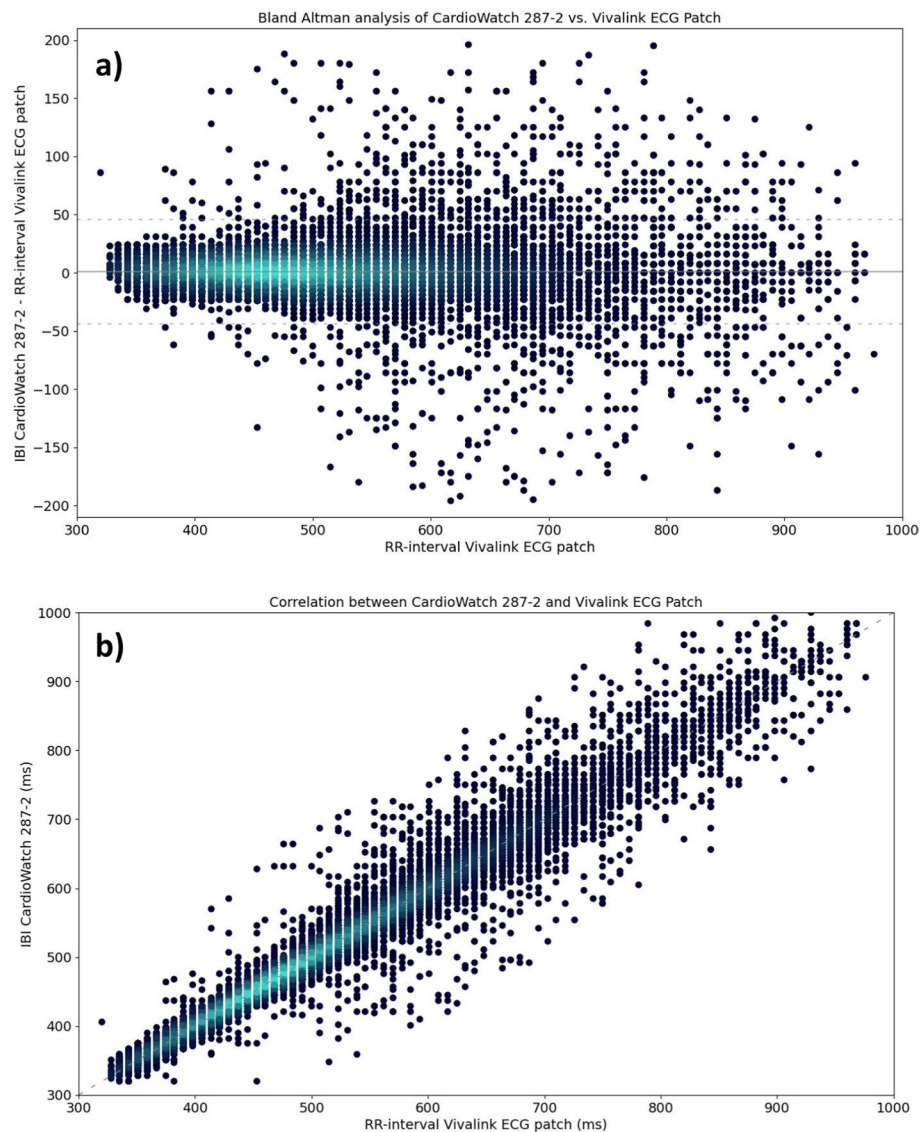 Bland Altman analysis of CardioWatch 287-2 vs. Vivalink ECG Patch
a)
IBI CardioWatch 287-2 - RR-interval Vivalink ECG patch
200
150
100
50
0
−50
−100
−150
−200
300 400 500 600 700 800 900 1000
RR-interval Vivalink ECG patch
Correlation between CardioWatch 287-2 and Vivalink ECG Patch
b)
IBI CardioWatch 287-2 (ms)
1000
900
800
700
600
500
400
300
300 400 500 600 700 800 900 1000
RR-interval Vivalink ECG patch (ms)